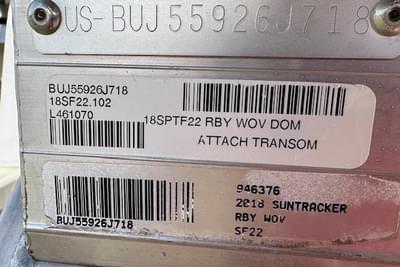 US-BUJ55926J718
BUJ55926J718
18SF22.102
L461070
18SPTF22 RBY WOV DOM
ATTACH TRANSOM
BUJ55926J718
946376
2018 SUNTRACKER
RBY WOV
SF22